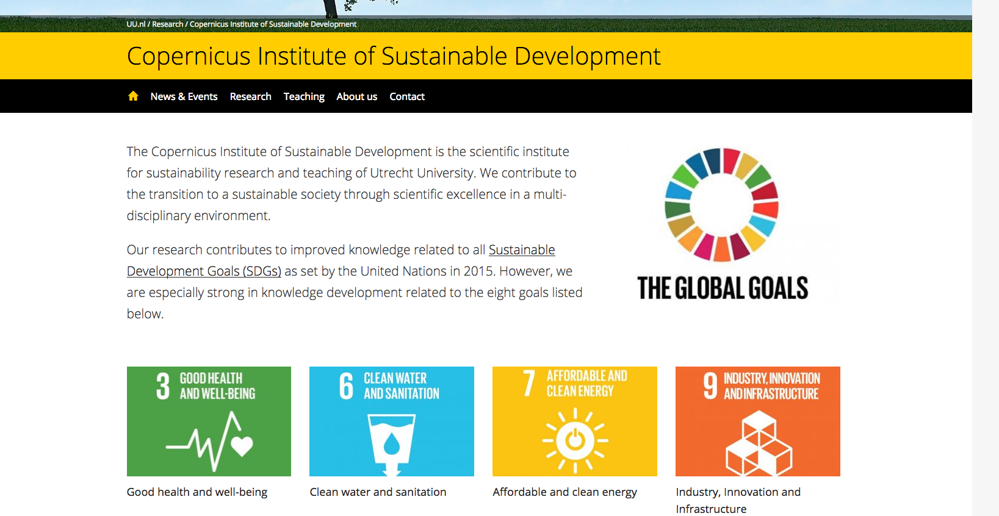 UU.nl / Research / Copernicus Institute of Sustainable Development
Copernicus Institute of Sustainable Development
News & Events Research Teaching About us Contact
The Copernicus Institute of Sustainable Development is the scientific institute
for sustainability research and teaching of Utrecht University. We contribute to
the transition to a sustainable society through scientific excellence in a multi-
disciplinary environment.
Our research contributes to improved knowledge related to all Sustainable
Development Goals (SDGs) as set by the United Nations in 2015. However, we
are especially strong in knowledge development related to the eight goals listed
below.
THE GLOBAL GOALS
3 GOOD HEALTH
AND WELL-BEING
6 CLEAN WATER
AND SANITATION
7 AFFORDABLE AND
CLEAN ENERGY
9 INDUSTRY, INNOVATION
AND INFRASTRUCTURE
Good health and well-being
Clean water and sanitation
Affordable and clean energy
Industry, Innovation and
Infrastructure